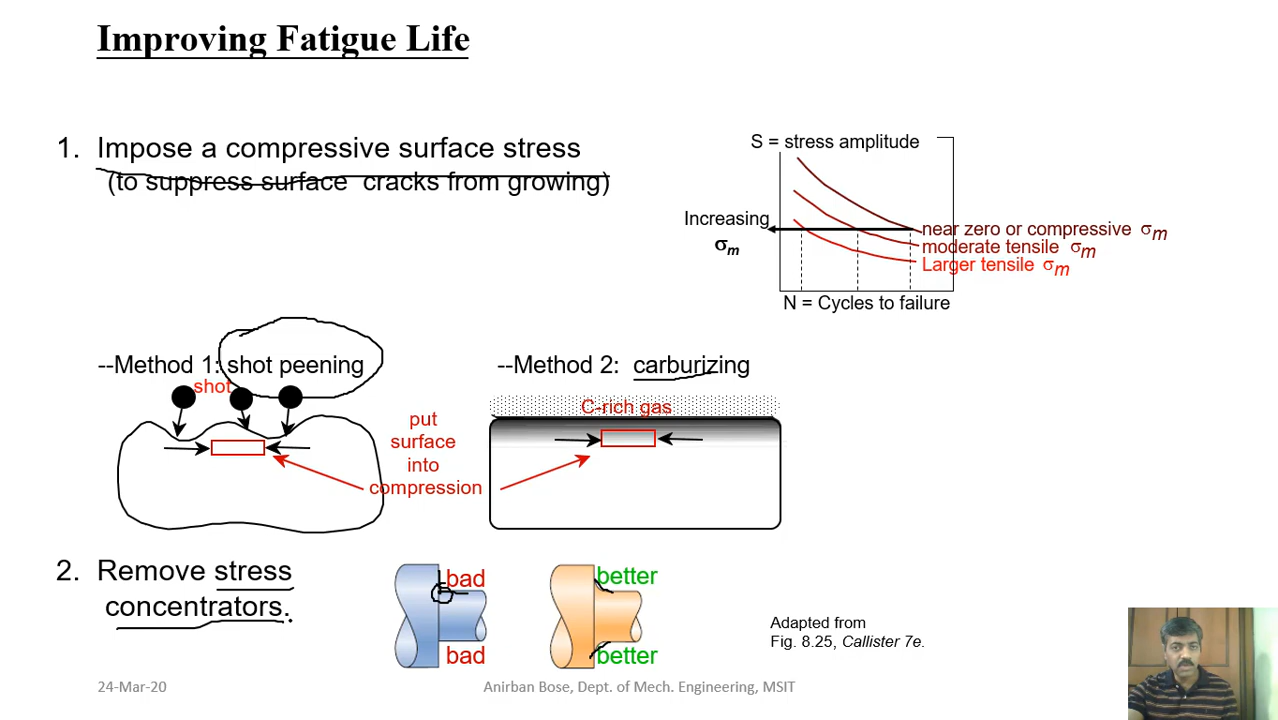 Improving Fatigue Life
1. Impose a compressive surface stress
(to suppress surface cracks from growing)
S = stress amplitude
Increasing
σm
near zero or compressive σm
moderate tensile σm
Larger tensile σm
N = Cycles to failure
--Method 1: shot peening
shot
--Method 2: carburizing
C-rich gas
put
surface
into
compression
2. Remove stress
concentrators.
bad
bad
better
better
Adapted from
Fig. 8.25, Callister 7e.
24-Mar-20
Anirban Bose, Dept. of Mech. Engineering, MSIT